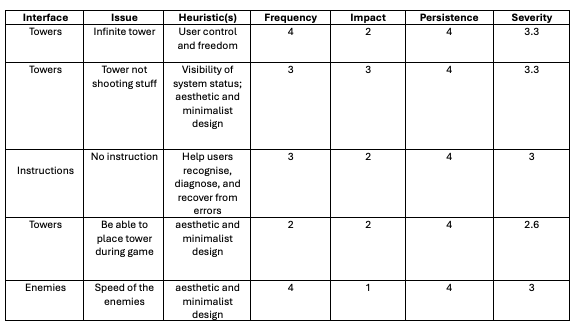 Interface Issue Heuristic(s) Frequency Impact Persistence Severity
Towers Infinite tower User control 4 2 4 3.3
and freedom
Towers Tower not Visibility of 3 3 4 3.3
shooting stuff system status;
aesthetic and
minimalist
design
No instruction Help users 3 2 4 3
Instructions recognise,
diagnose, and
recover from
errors
Towers Be able to aesthetic and 2 2 4 2.6
place tower minimalist
during game design
Enemies Speed of the aesthetic and 4 1 4 3
enemies minimalist
design